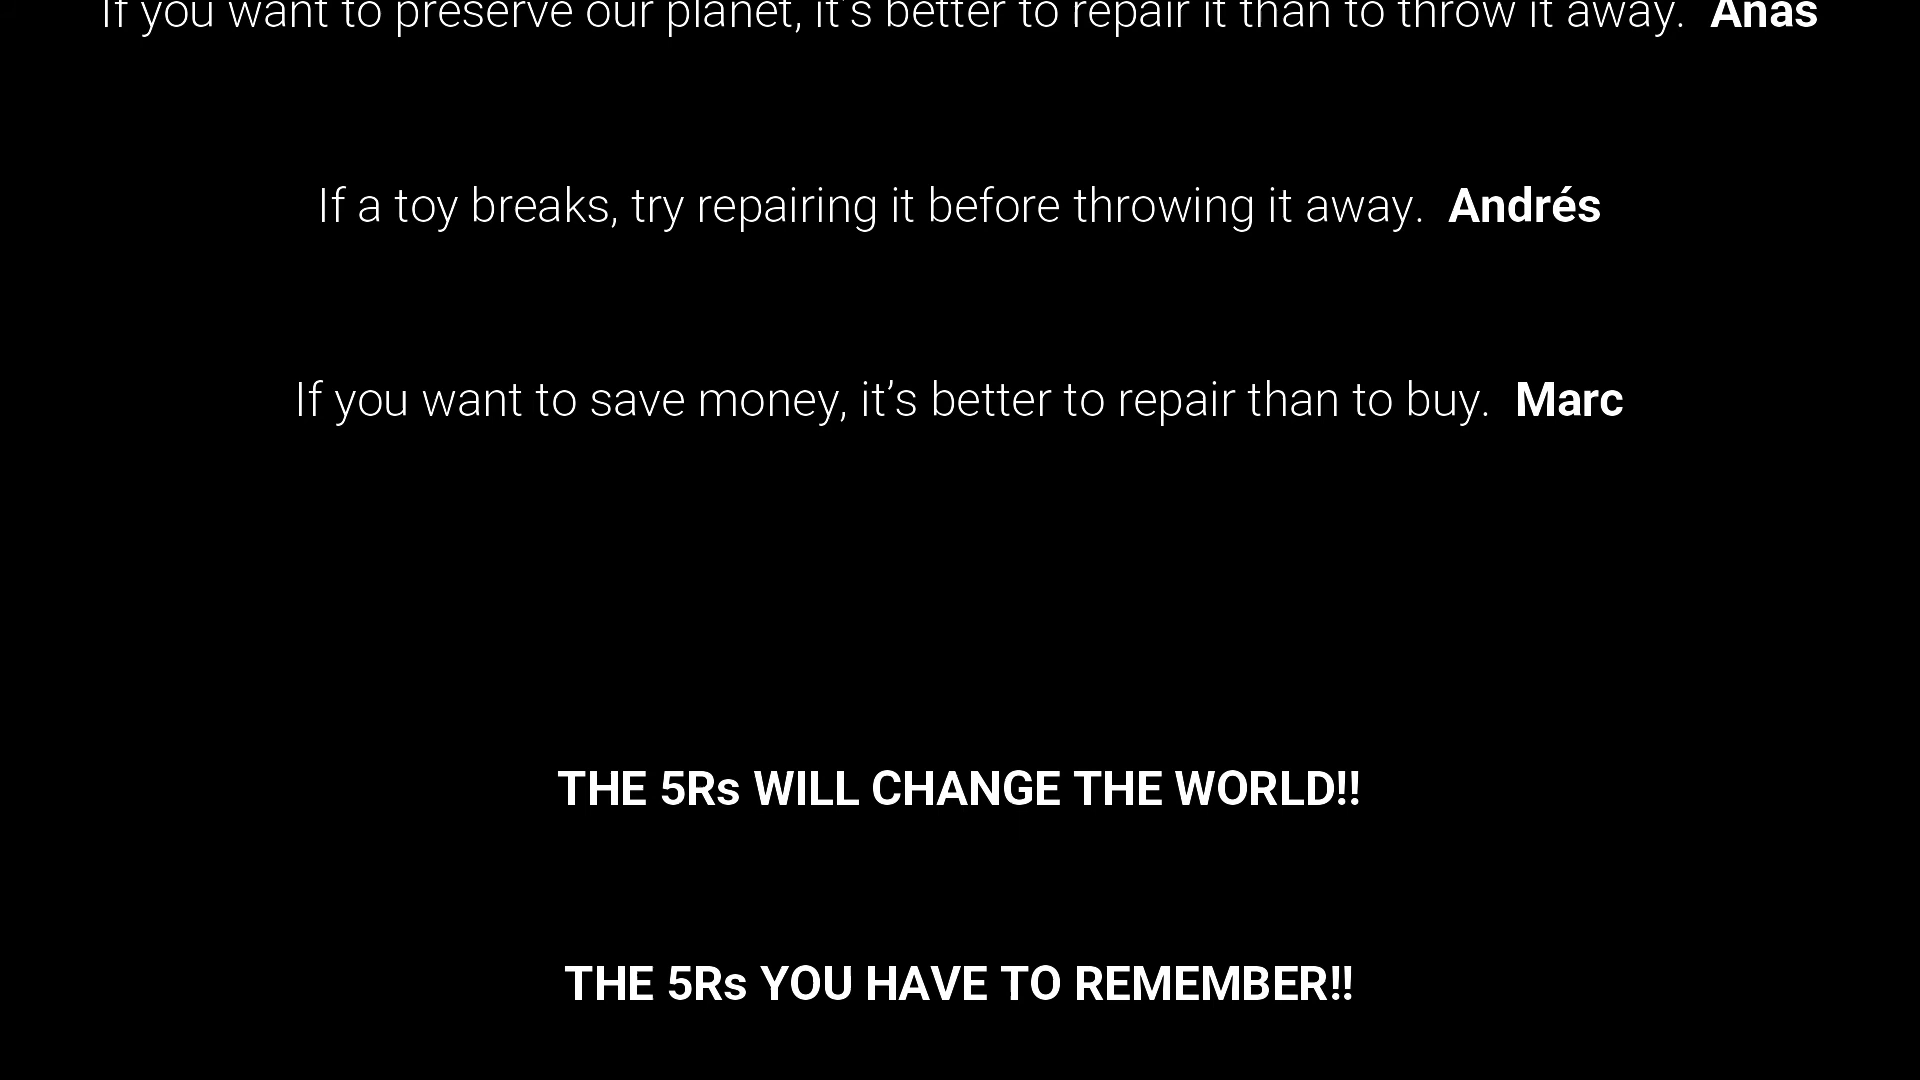 If you want to preserve our planet, it’s better to repair it than to throw it away. Anas
If a toy breaks, try repairing it before throwing it away. Andrés
If you want to save money, it’s better to repair than to buy. Marc
THE 5Rs WILL CHANGE THE WORLD!!
THE 5Rs YOU HAVE TO REMEMBER!!